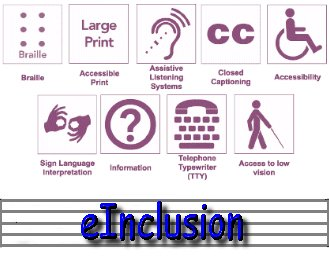 Braille
Large
Print
CC
Braille
Accessible
Print
Assistive
Listening
Systems
Closed
Captioning
Accessibility
?
Sign Language
Interpretation
Information
Telephone
Typewriter
(TTY)
Access to low
vision
eInclusion